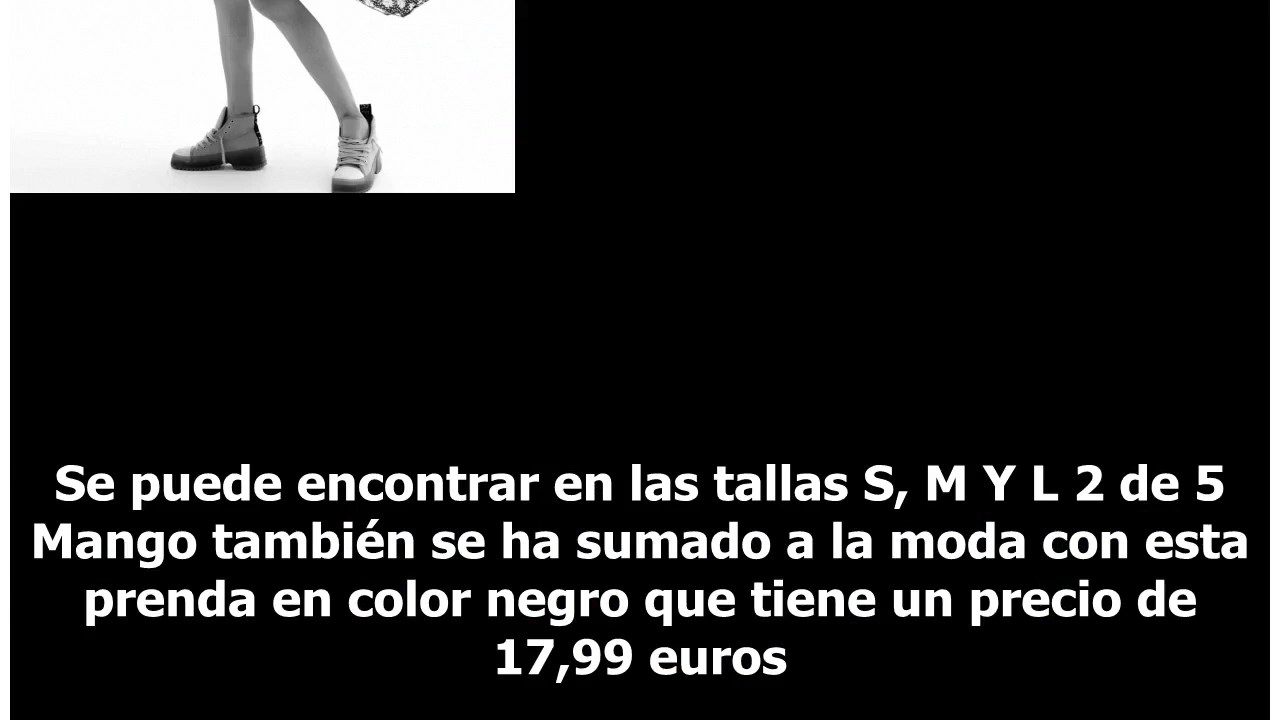 Se puede encontrar en las tallas S, M Y L 2 de 5
Mango también se ha sumado a la moda con esta
prenda en color negro que tiene un precio de
17,99 euros